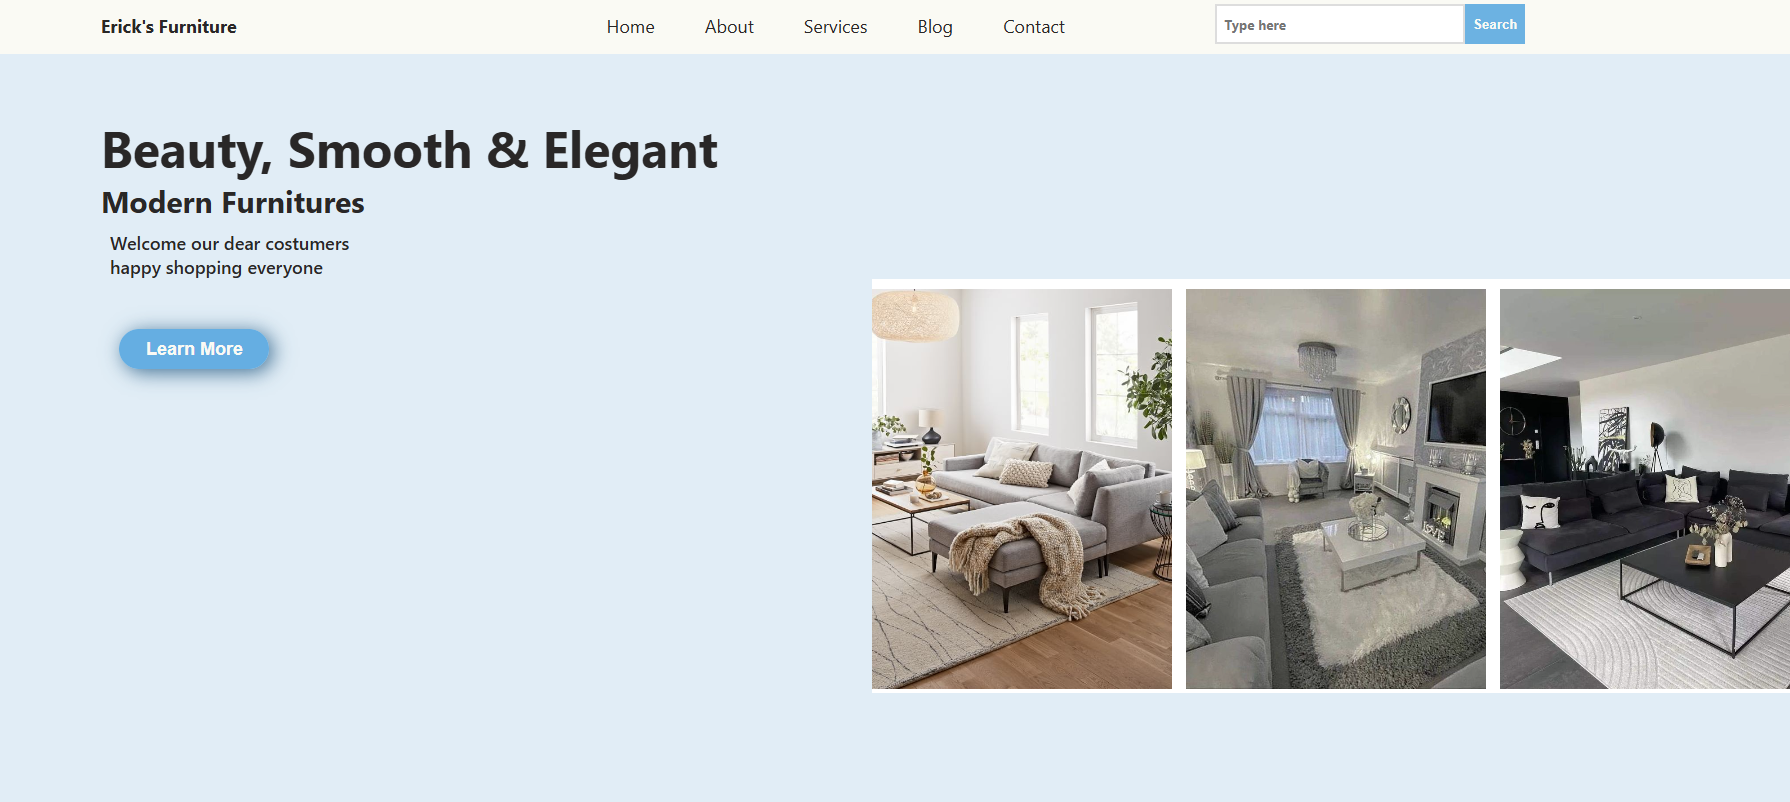 Erick's Furniture
Home
About
Services
Blog
Contact
Type here
Search
Beauty, Smooth & Elegant
Modern Furnitures
Welcome our dear costumers
happy shopping everyone
Learn More